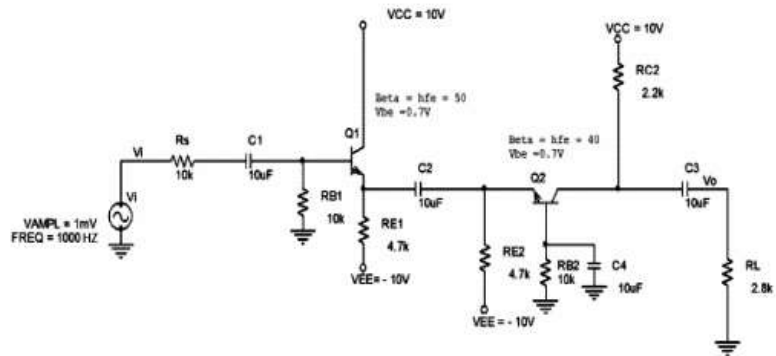 VCC = 10V
VCC = 10V
RC2
2.2k
Beta = hfe = 50
Vbe =0.7V
Q1
Beta = hfe = 40
Vbe =0.7V
Vi
Rs
10k
C1
10uF
C2
10uF
Q2
C3
10uF
Vo
Vi
VAMPL = 1mV
FREQ = 1000 HZ
RB1
10k
RE1
4.7k
VEE= - 10V
RE2
4.7k
VEE = - 10V
RB2
10k
C4
10uF
RL
2.8k